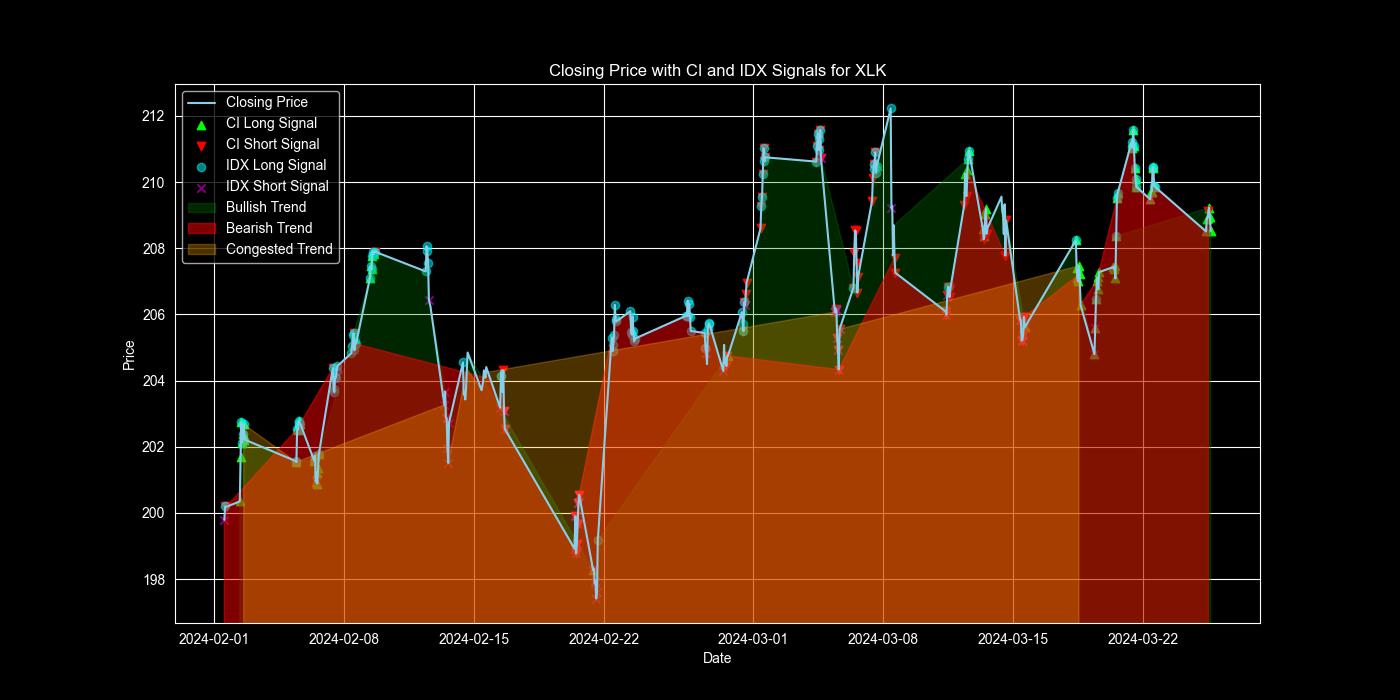 Closing Price with CI and IDX Signals for XLK
Closing Price
CI Long Signal
CI Short Signal
IDX Long Signal
IDX Short Signal
Bullish Trend
Bearish Trend
Congested Trend
212
210
208
206
204
202
200
198
Price
2024-02-01 2024-02-08 2024-02-15 2024-02-22 2024-03-01 2024-03-08 2024-03-15 2024-03-22
Date